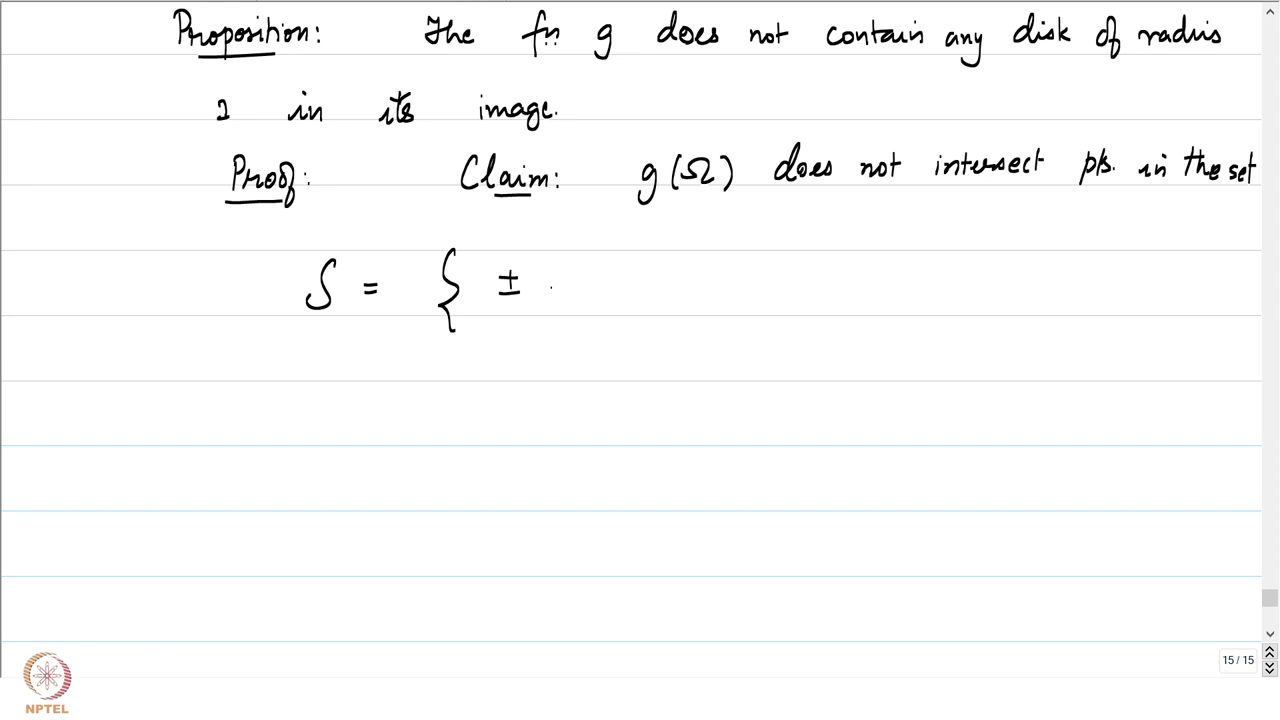 Proposition: The fn. g does not contain any disk of radius
1 in its image.
Proof: Claim: g(Ω) does not intersect pts. in the set
S = { ±
15 / 15
NPTEL